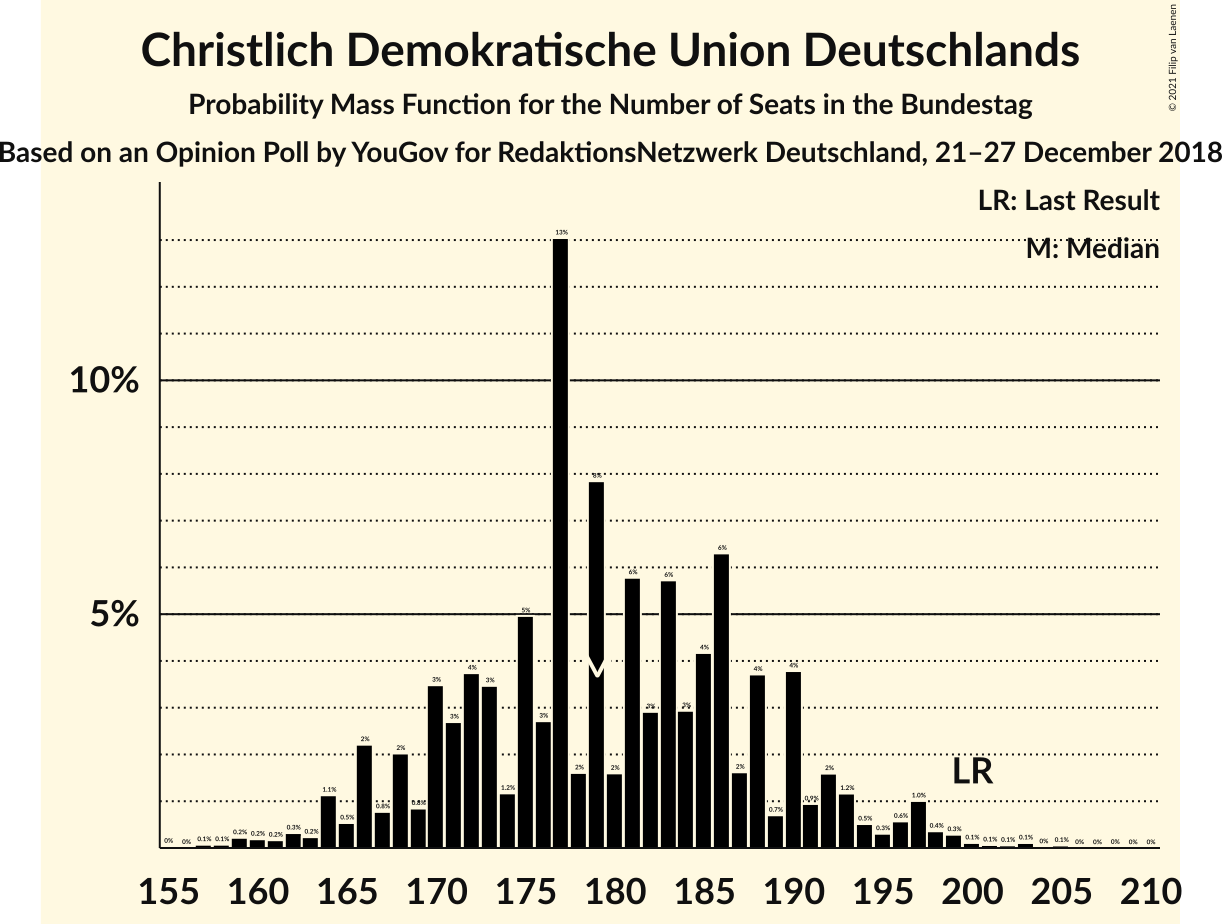 Christlich Demokratische Union Deutschlands
Probability Mass Function for the Number of Seats in the Bundestag
Based on an Opinion Poll by YouGov for RedaktionsNetzwerk Deutschland, 21–27 December 2018
© 2021 Filip van Laenen
LR: Last Result
M: Median
10%
5%
0% 0% 0.1% 0.1% 0.2% 0.2% 0.2% 0.3% 0.2% 1.1% 0.5% 2% 0.8% 2% 0.8% 3% 3% 4% 3% 1.2% 5% 3% 13% 2% 8% 2% 6% 3% 6% 3% 4% 6% 2% 4% 0.7% 4% 0.9% 2% 1.2% 0.5% 0.3% 0.6% 1.0% 0.4% 0.3% 0.1% 0.1% 0.1% 0.1% 0% 0.1% 0% 0% 0% 0% 0%
LR
155 160 165 170 175 180 185 190 195 200 205 210